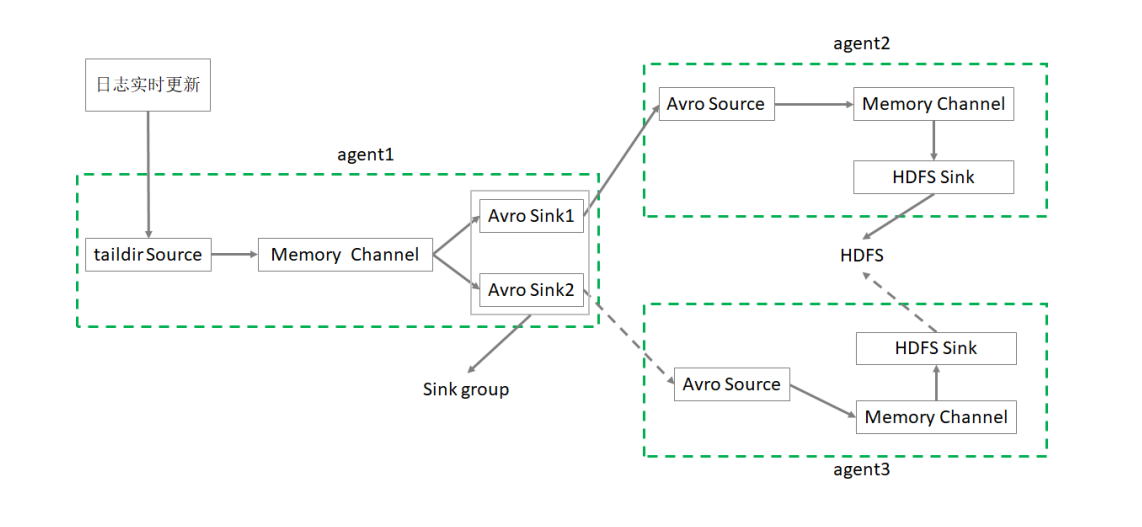 agent2
日志实时更新
Avro Source
Memory Channel
agent1
HDFS Sink
Avro Sink1
taildir Source
Memory Channel
HDFS
Avro Sink2
HDFS Sink
Avro Source
Sink group
Memory Channel
agent3